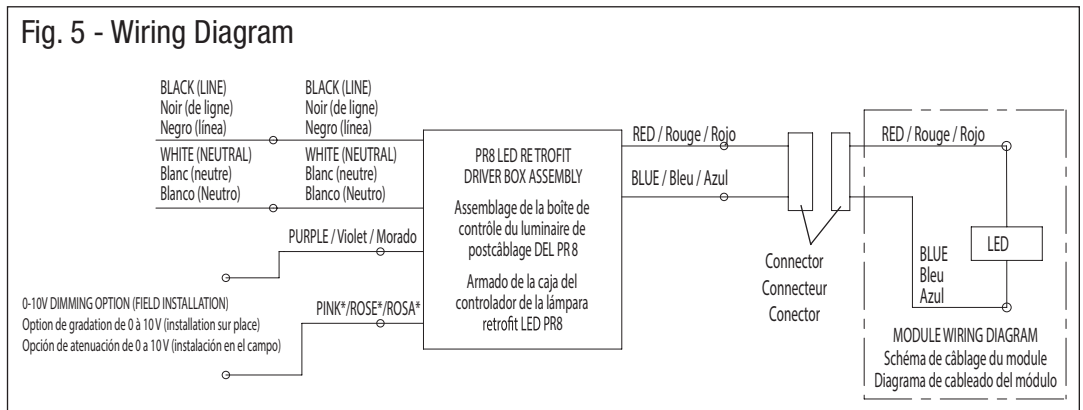 Fig. 5 - Wiring Diagram
BLACK (LINE)
Noir (de ligne)
Negro (línea)
BLACK (LINE)
Noir (de ligne)
Negro (línea)
WHITE (NEUTRAL)
Blanc (neutre)
Blanco (Neutro)
WHITE (NEUTRAL)
Blanc (neutre)
Blanco (Neutro)
PURPLE / Violet / Morado
0-10V DIMMING OPTION (FIELD INSTALLATION)
Option de gradation de 0 à 10 V (installation sur place)
Opción de atenuación de 0 a 10 V (instalación en el campo)
PINK*/ROSE*/ROSA*
PR8 LED RETROFIT
DRIVER BOX ASSEMBLY
Assemblage de la boîte de
contrôle du luminaire de
postcâblage DEL PR 8
Armado de la caja del
controlador de la lámpara
retrofit LED PR8
RED / Rouge / Rojo
BLUE / Bleu / Azul
Connector
Connecteur
Conector
RED / Rouge / Rojo
LED
BLUE
Bleu
Azul
MODULE WIRING DIAGRAM
Schéma de câblage du module
Diagrama de cableado del módulo